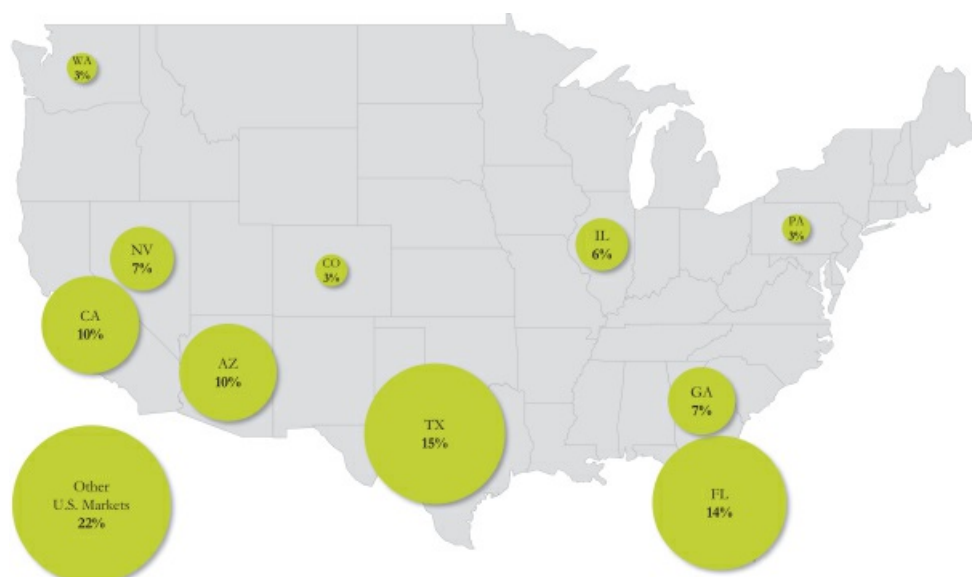 WA
3%
NV
7%
CO
3%
IL
6%
PA
3%
CA
10%
AZ
10%
TX
15%
GA
7%
Other
U.S. Markets
22%
FL
14%